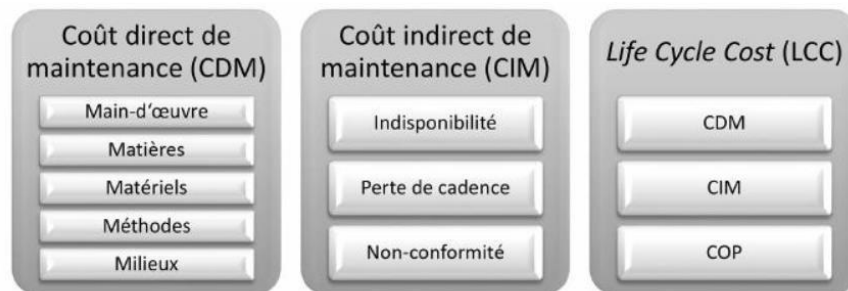 Coût direct de
maintenance (CDM)
Main-d'œuvre
Matières
Matériels
Méthodes
Milieux
Coût indirect de
maintenance (CIM)
Indisponibilité
Perte de cadence
Non-conformité
Life Cycle Cost (LCC)
CDM
CIM
COP